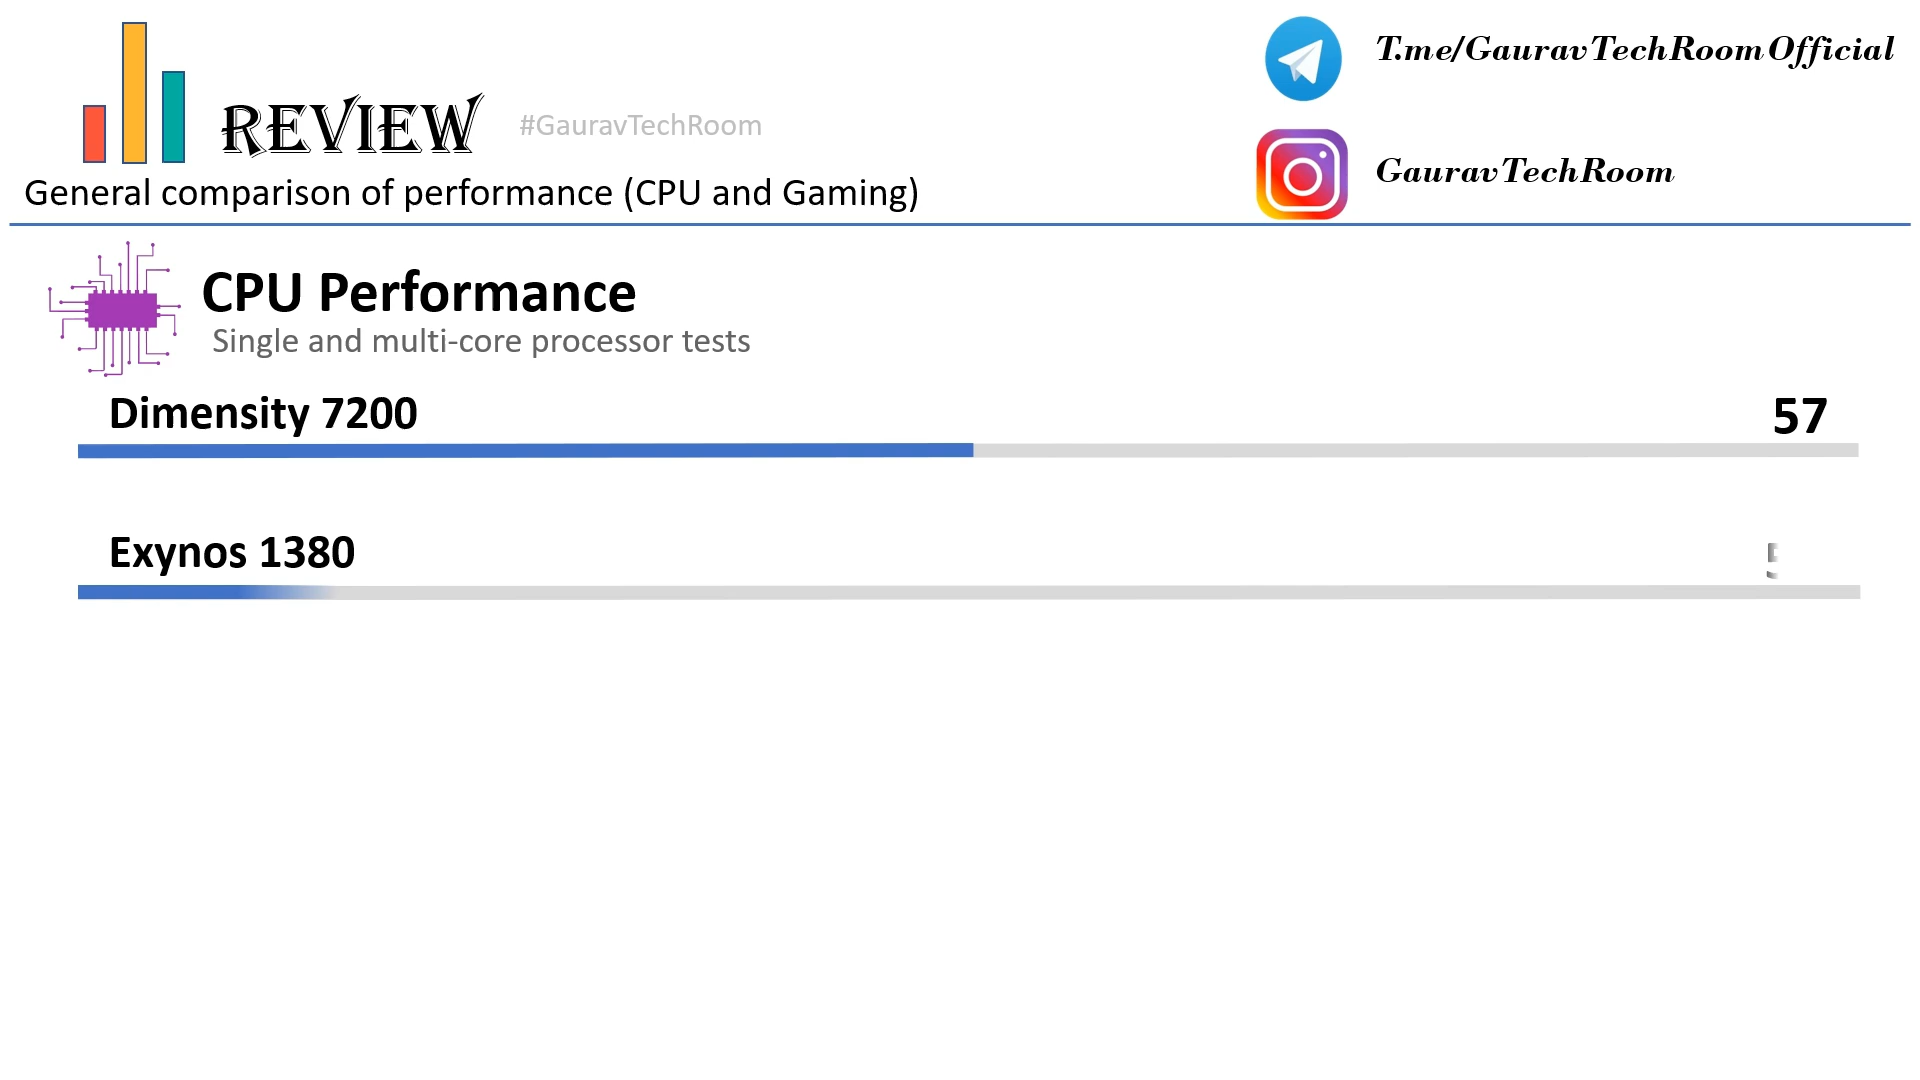 REVIEW #GauravTechRoom
General comparison of performance (CPU and Gaming)
T.me/GauravTechRoomOfficial
GauravTechRoom
CPU Performance
Single and multi-core processor tests
Dimensity 7200 57
Exynos 1380